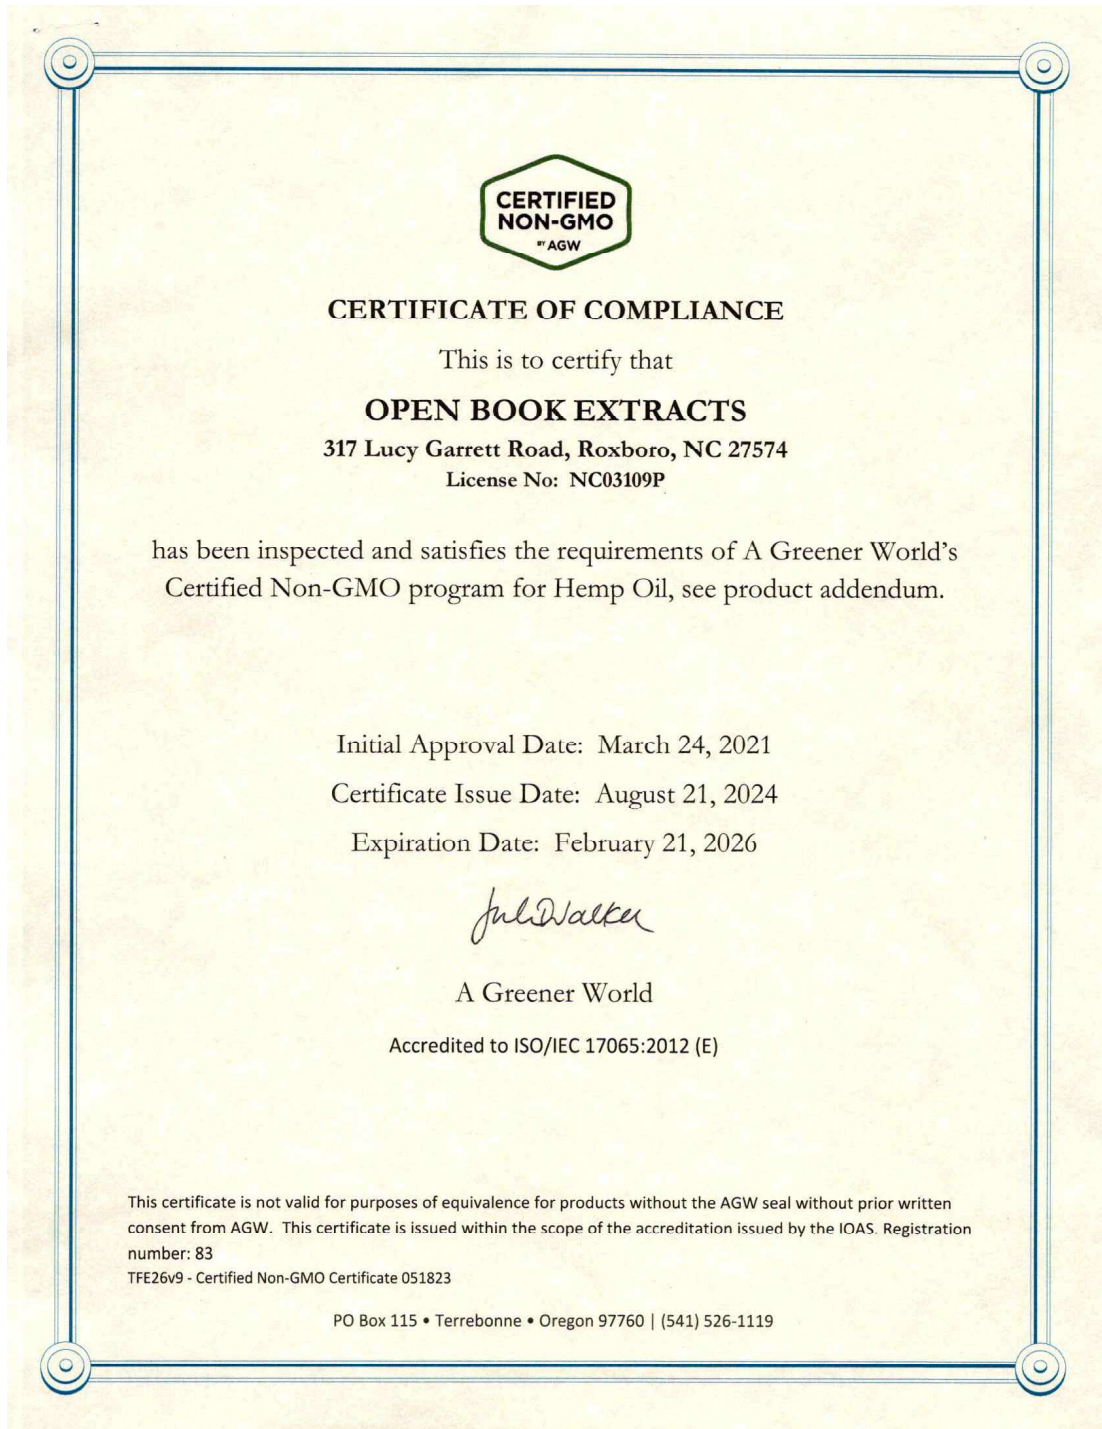 CERTIFIED
NON-GMO
BY AGW
CERTIFICATE OF COMPLIANCE
This is to certify that
OPEN BOOK EXTRACTS
317 Lucy Garrett Road, Roxboro, NC 27574
License No: NC03109P
has been inspected and satisfies the requirements of A Greener World’s
Certified Non-GMO program for Hemp Oil, see product addendum.
Initial Approval Date: March 24, 2021
Certificate Issue Date: August 21, 2024
Expiration Date: February 21, 2026
Juli Walker
A Greener World
Accredited to ISO/IEC 17065:2012 (E)
This certificate is not valid for purposes of equivalence for products without the AGW seal without prior written
consent from AGW. This certificate is issued within the scope of the accreditation issued by the IOAS. Registration
number: 83
TFE26v9 - Certified Non-GMO Certificate 051823
PO Box 115 • Terrebonne • Oregon 97760 | (541) 526-1119